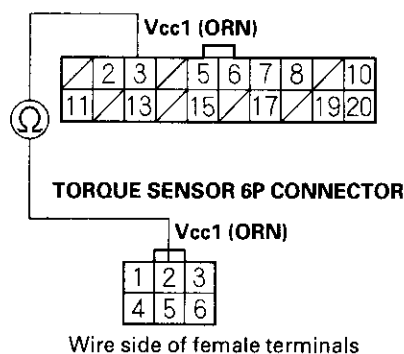 Vcc1 (ORN)
2 3 5 6 7 8 10
11 13 15 17 19 20
Ω
TORQUE SENSOR 6P CONNECTOR
Vcc1 (ORN)
1 2 3
4 5 6
Wire side of female terminals